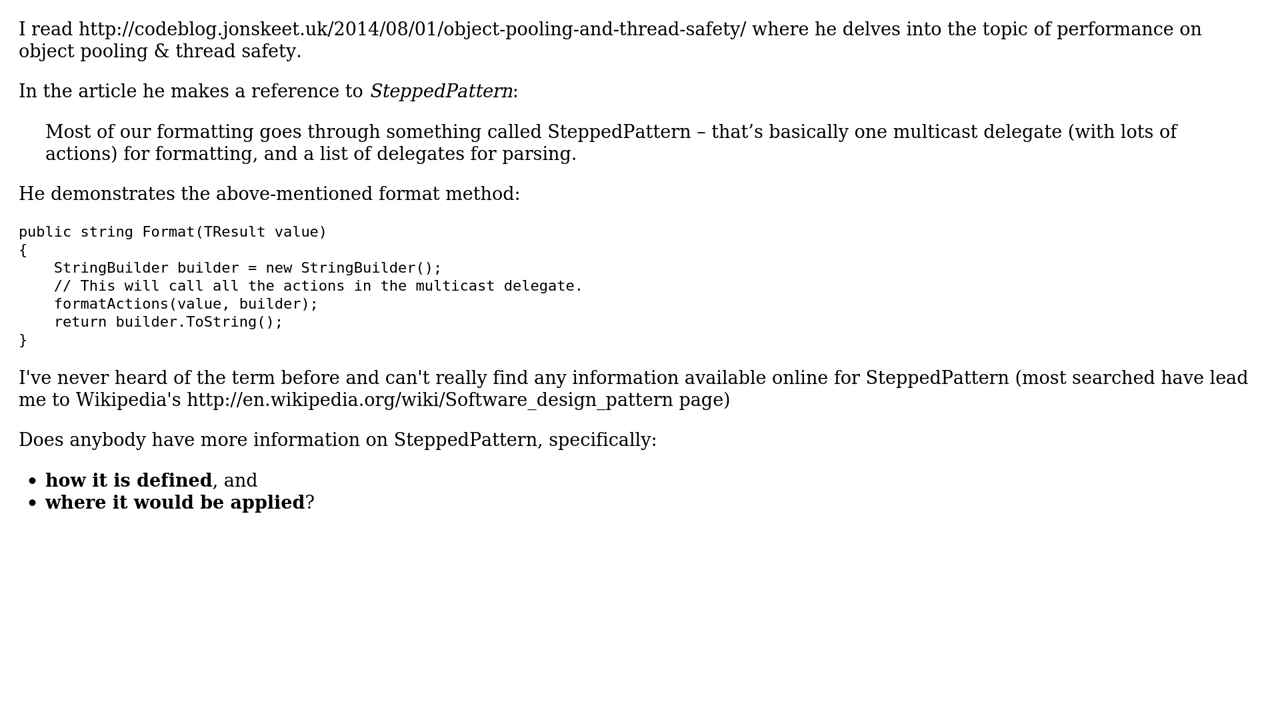 I read http://codeblog.jonskeet.uk/2014/08/01/object-pooling-and-thread-safety/ where he delves into the topic of performance on
object pooling & thread safety.
In the article he makes a reference to SteppedPattern:
Most of our formatting goes through something called SteppedPattern – that’s basically one multicast delegate (with lots of
actions) for formatting, and a list of delegates for parsing.
He demonstrates the above-mentioned format method:
public string Format(TResult value)
{
    StringBuilder builder = new StringBuilder();
    // This will call all the actions in the multicast delegate.
    formatActions(value, builder);
    return builder.ToString();
}
I've never heard of the term before and can't really find any information available online for SteppedPattern (most searched have lead
me to Wikipedia's http://en.wikipedia.org/wiki/Software_design_pattern page)
Does anybody have more information on SteppedPattern, specifically:
• how it is defined, and
• where it would be applied?